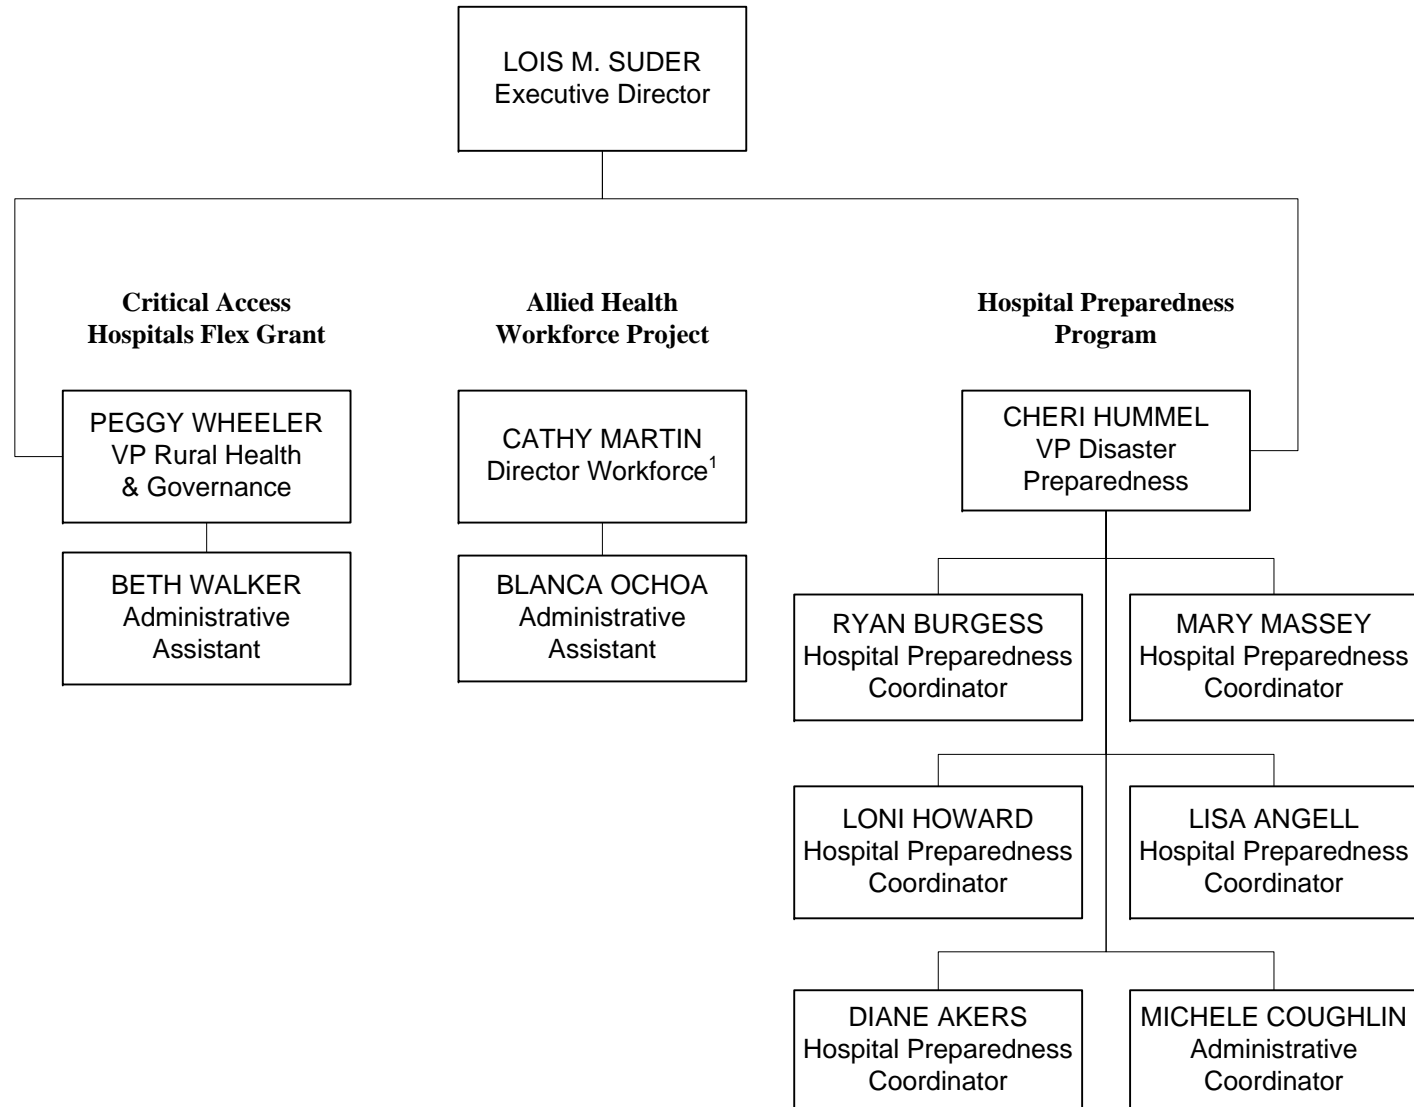 LOIS M. SUDER
Executive Director
Critical Access
Hospitals Flex Grant
Allied Health
Workforce Project
Hospital Preparedness
Program
PEGGY WHEELER
VP Rural Health
& Governance
CATHY MARTIN
Director Workforce¹
CHERI HUMMEL
VP Disaster
Preparedness
BETH WALKER
Administrative
Assistant
BLANCA OCHOA
Administrative
Assistant
RYAN BURGESS
Hospital Preparedness
Coordinator
MARY MASSEY
Hospital Preparedness
Coordinator
LONI HOWARD
Hospital Preparedness
Coordinator
LISA ANGELL
Hospital Preparedness
Coordinator
DIANE AKERS
Hospital Preparedness
Coordinator
MICHELE COUGHLIN
Administrative
Coordinator